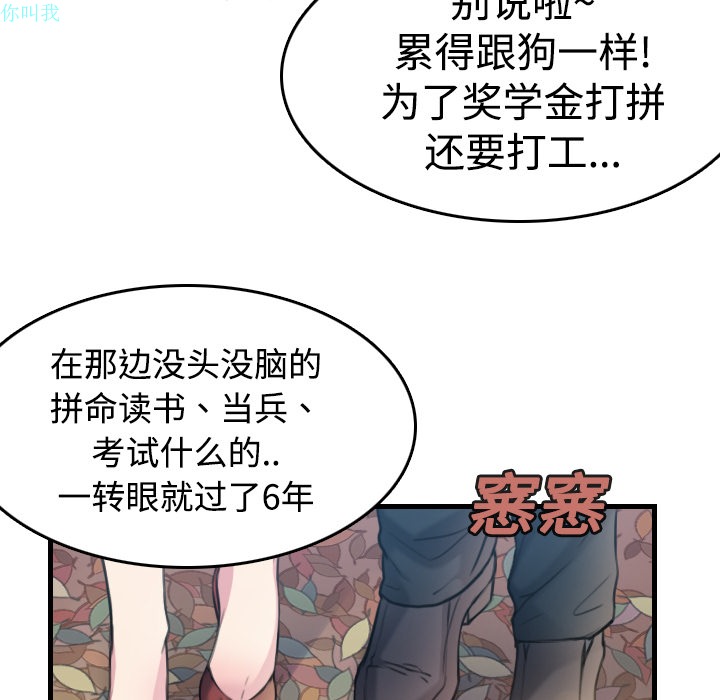 你叫我
别说啦~
累得跟狗一样!
为了奖学金打拼
还要打工...
在那边没头没脑的
拼命读书、当兵、
考试什么的..
一转眼就过了6年
窸窸